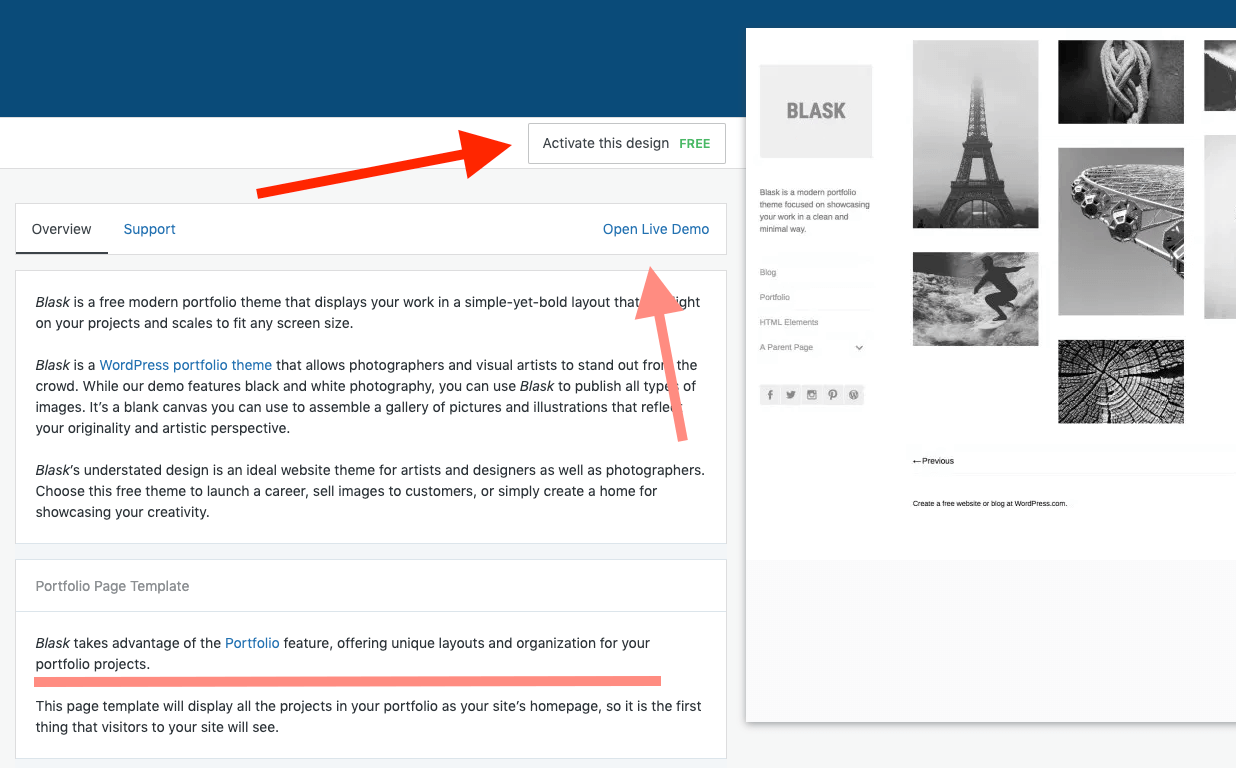 Activate this design FREE
Overview Support Open Live Demo
Blask is a free modern portfolio theme that displays your work in a simple-yet-bold layout that ight
on your projects and scales to fit any screen size.
Blask is a WordPress portfolio theme that allows photographers and visual artists to stand out from the
crowd. While our demo features black and white photography, you can use Blask to publish all types of
images. It’s a blank canvas you can use to assemble a gallery of pictures and illustrations that reflect
your originality and artistic perspective.
Blask’s understated design is an ideal website theme for artists and designers as well as photographers.
Choose this free theme to launch a career, sell images to customers, or simply create a home for
showcasing your creativity.
Portfolio Page Template
Blask takes advantage of the Portfolio feature, offering unique layouts and organization for your
portfolio projects.
This page template will display all the projects in your portfolio as your site’s homepage, so it is the first
thing that visitors to your site will see.
BLASK
Blask is a modern portfolio
theme focused on showcasing
your work in a clean and
minimal way.
Blog
Portfolio
HTML Elements
A Parent Page
←Previous
Create a free website or blog at WordPress.com.